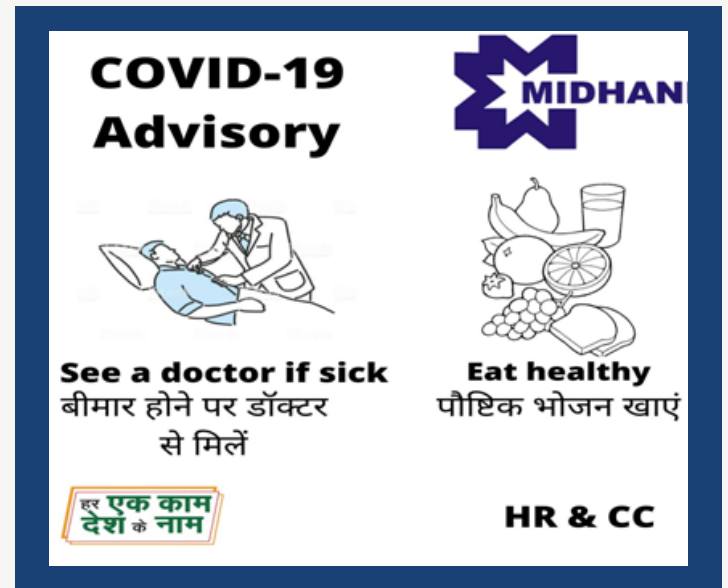 COVID-19
Advisory
MIDHANI
See a doctor if sick
बीमार होने पर डॉक्टर
से मिलें
Eat healthy
पौष्टिक भोजन खाएं
हर एक काम
देश के नाम
HR & CC